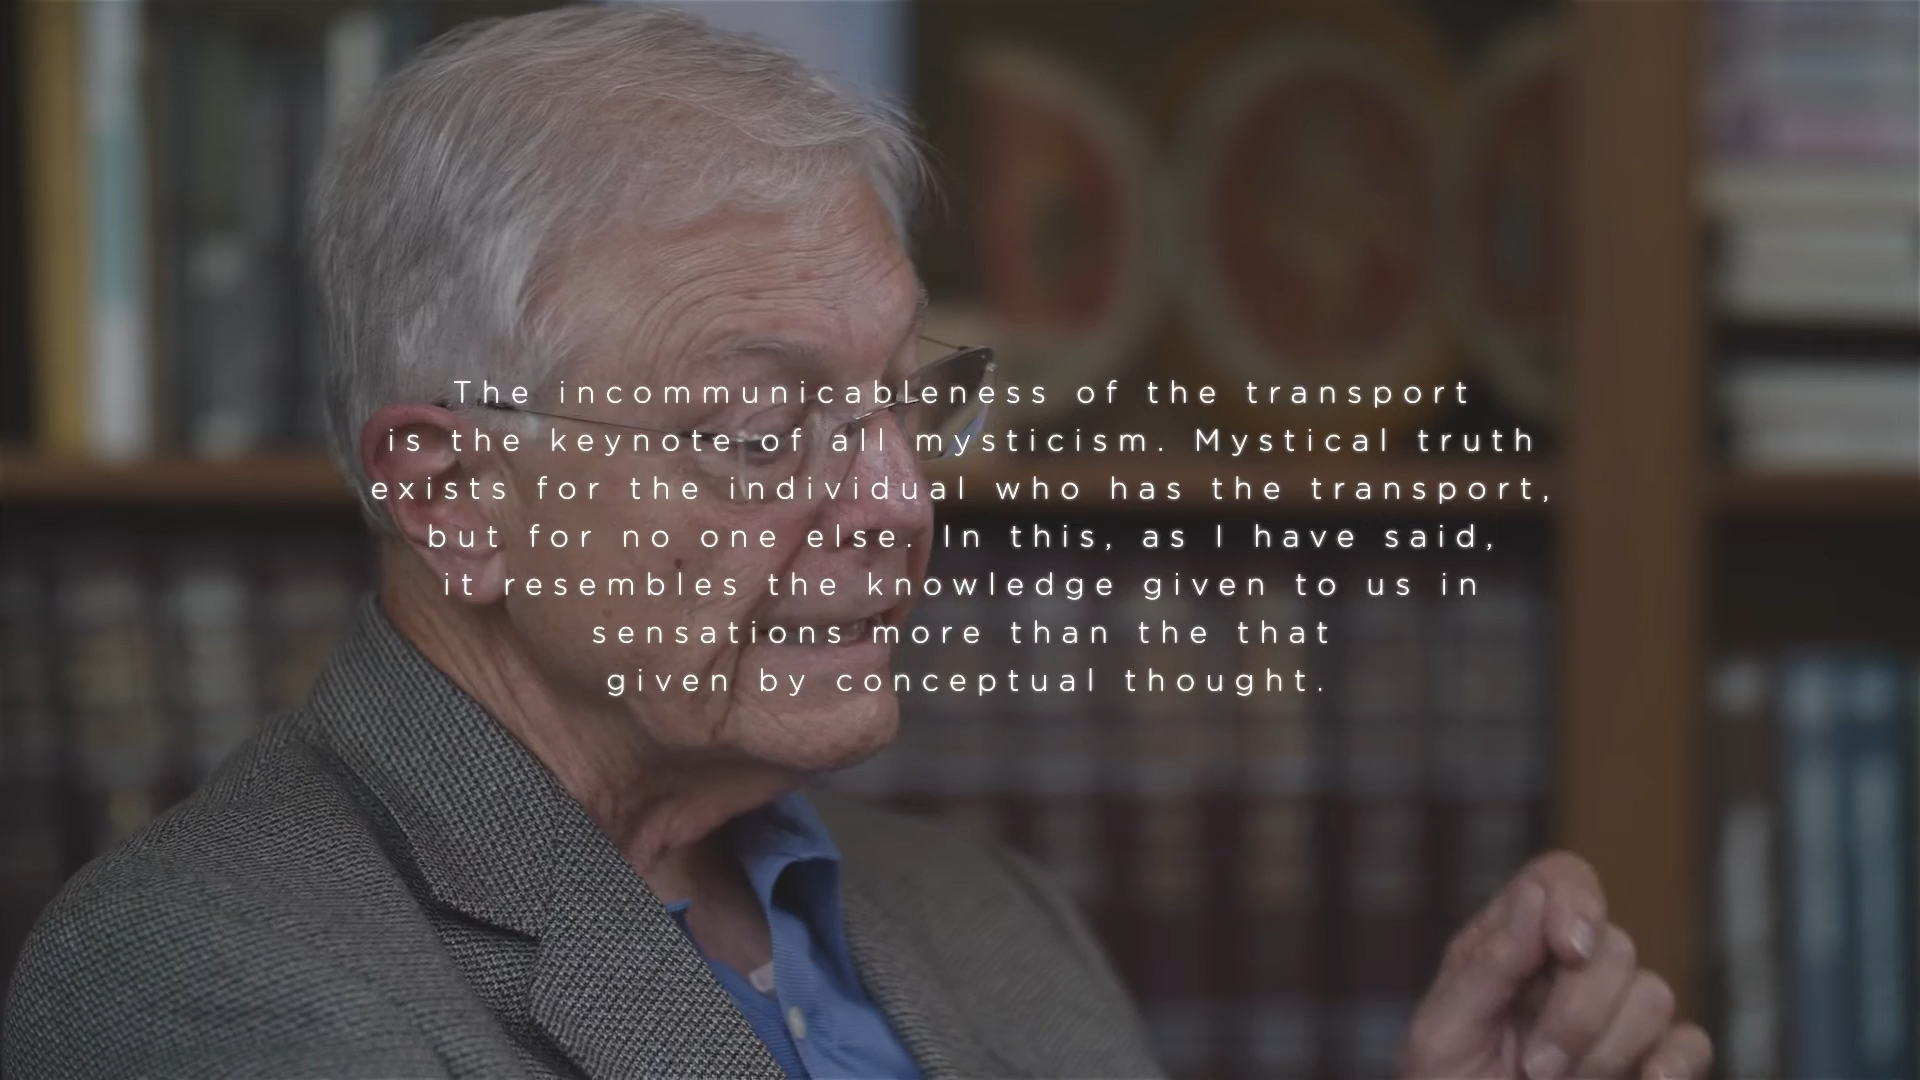 The incommunicableness of the transport
is the keynote of all mysticism. Mystical truth
exists for the individual who has the transport,
but for no one else. In this, as I have said,
it resembles the knowledge given to us in
sensations more than the that
given by conceptual thought.